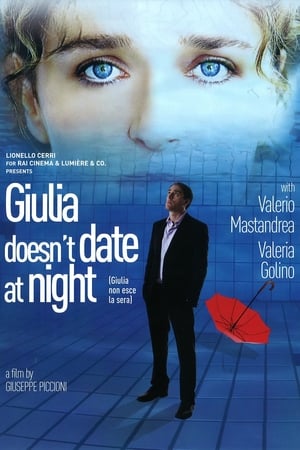 LIONELLO CERRI
FOR RAI CINEMA & LUMIÈRE & CO.
PRESENTS
Giulia
doesn't date
at night
(Giulia
non esce
la sera)
with
Valerio
Mastandrea
Valeria
Golino
a film by
GIUSEPPE PICCIONI